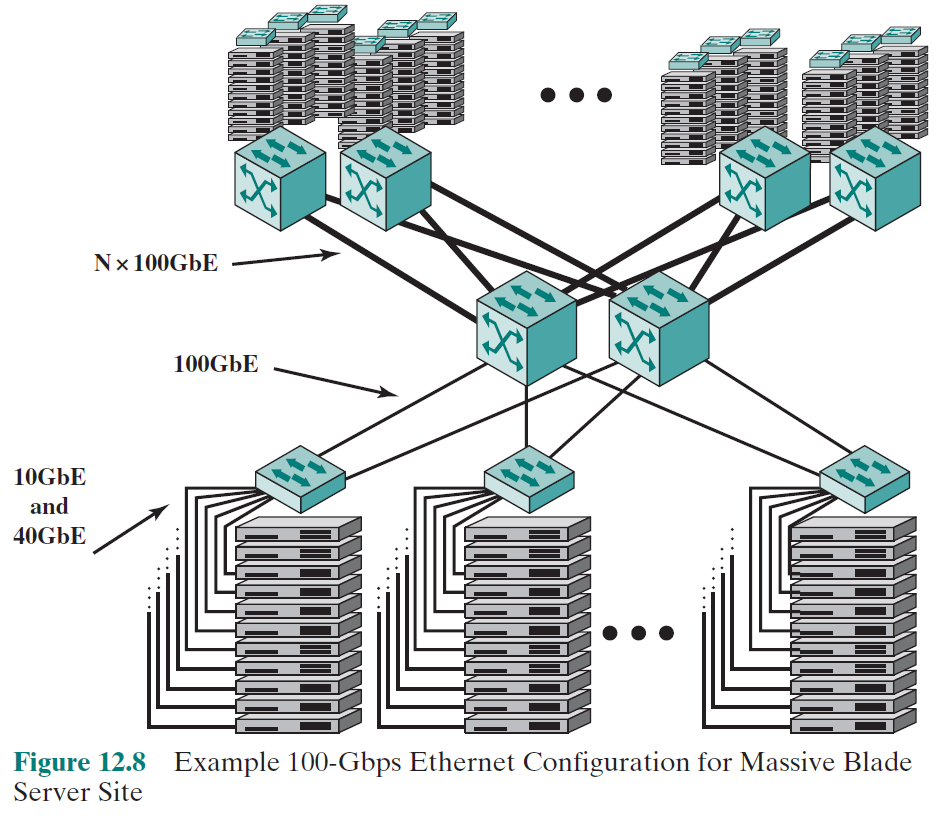 N × 100GbE
100GbE
10GbE
and
40GbE
Figure 12.8 Example 100-Gbps Ethernet Configuration for Massive Blade
Server Site